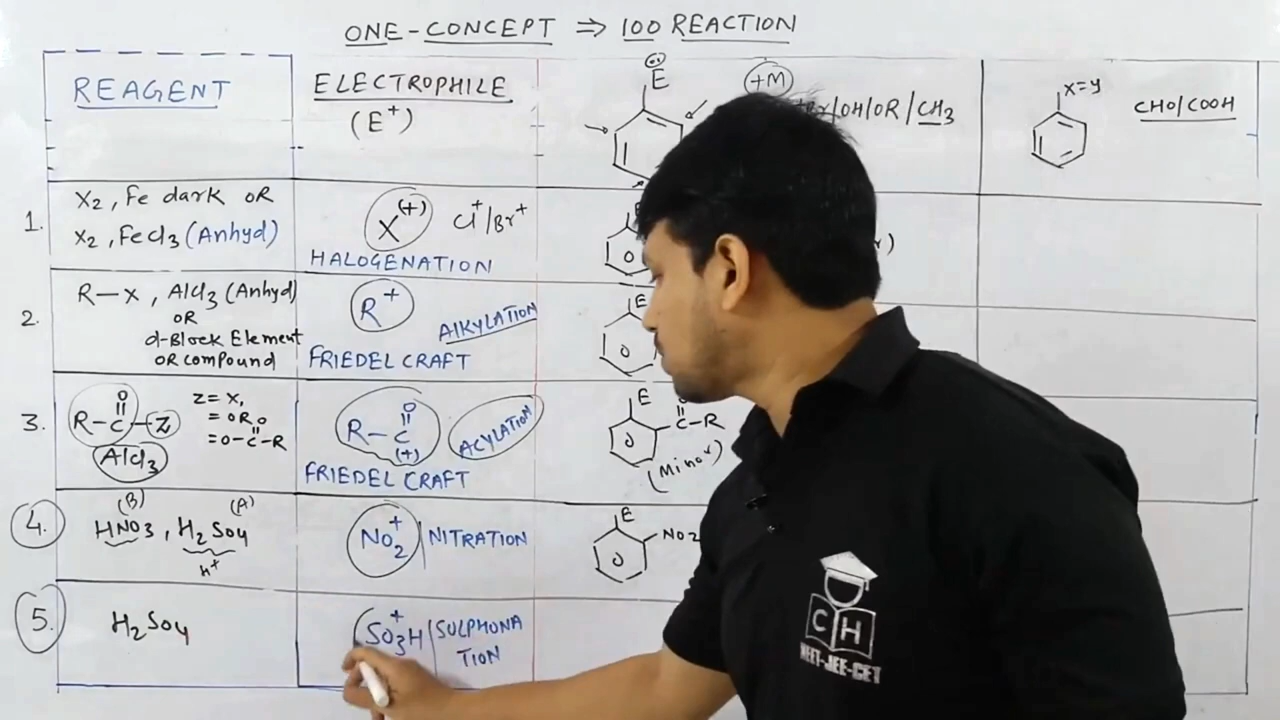 ONE-CONCEPT ⇒ 100 REACTION
REAGENT
ELECTROPHILE
(E⁺)
E
+M
/OH/OR/CH₃
X=Y
CHO/COOH
1.
X₂, Fe dark OR
X₂, FeCl₃ (Anhyd)
X⁽⁺⁾
Cl⁺/Br⁺
HALOGENATION
2.
R-X, AlCl₃ (Anhyd)
OR
d-Block Element
OR compound
R⁺
AlKYLATION
FRIEDEL CRAFT
E
3.
R-C-Z
O
AlCl₃
Z= X,
= OR
= O-C-R
O
R-C
O
(+)
ACYLATION
FRIEDEL CRAFT
E
O
C-R
(Minor)
4.
(B)
(A)
HNO3, H₂SO4
H⁺
NO₂⁺
NITRATION
E
NO2
5.
H₂SO4
SO₃H⁺
SULPHONA
TION
CH
NEET-JEE-CET